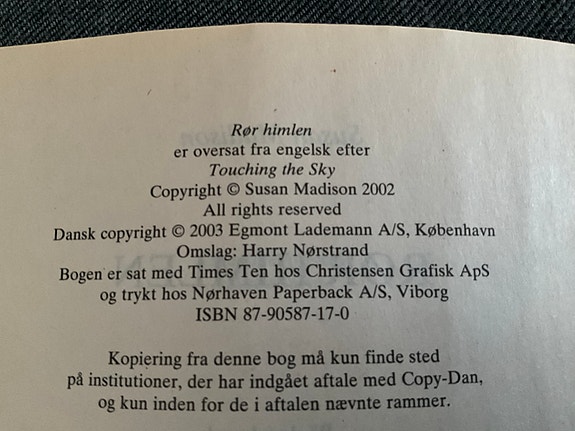 Rør himlen
er oversat fra engelsk efter
Touching the Sky
Copyright © Susan Madison 2002
All rights reserved
Dansk copyright © 2003 Egmont Lademann A/S, København
Omslag: Harry Nørstrand
Bogen er sat med Times Ten hos Christensen Grafisk ApS
og trykt hos Nørhaven Paperback A/S, Viborg
ISBN 87-90587-17-0
Kopiering fra denne bog må kun finde sted
på institutioner, der har indgået aftale med Copy-Dan,
og kun inden for de i aftalen nævnte rammer.